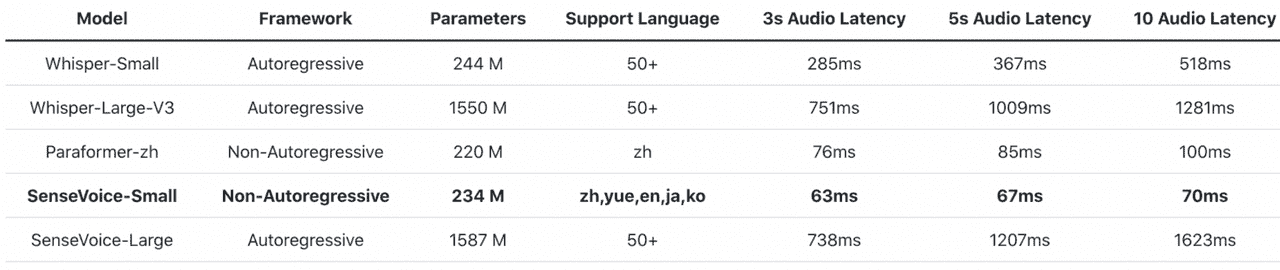 Model Framework Parameters Support Language 3s Audio Latency 5s Audio Latency 10 Audio Latency
Whisper-Small Autoregressive 244 M 50+ 285ms 367ms 518ms
Whisper-Large-V3 Autoregressive 1550 M 50+ 751ms 1009ms 1281ms
Paraformer-zh Non-Autoregressive 220 M zh 76ms 85ms 100ms
SenseVoice-Small Non-Autoregressive 234 M zh,yue,en,ja,ko 63ms 67ms 70ms
SenseVoice-Large Autoregressive 1587 M 50+ 738ms 1207ms 1623ms